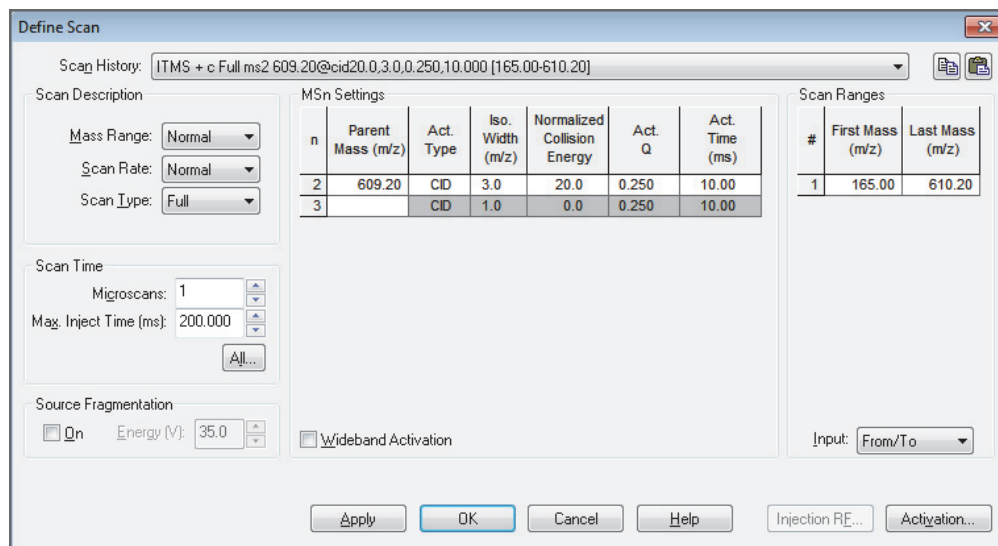 Define Scan
Scan History: ITMS + c Full ms2 609.20@cid20.0,3.0,0.250,10.000 [165.00-610.20]
Scan Description
Mass Range: Normal
Scan Rate: Normal
Scan Type: Full
Scan Time
Microscans: 1
Max. Inject Time (ms): 200.000
All...
Source Fragmentation
On Energy (V): 35.0
MSn Settings
n Parent Mass (m/z) Act. Type Iso. Width (m/z) Normalized Collision Energy Act. Q Act. Time (ms)
2 609.20 CID 3.0 20.0 0.250 10.00
3 CID 1.0 0.0 0.250 10.00
Wideband Activation
Scan Ranges
# First Mass (m/z) Last Mass (m/z)
1 165.00 610.20
Input: From/To
Apply OK Cancel Help Injection RF... Activation...